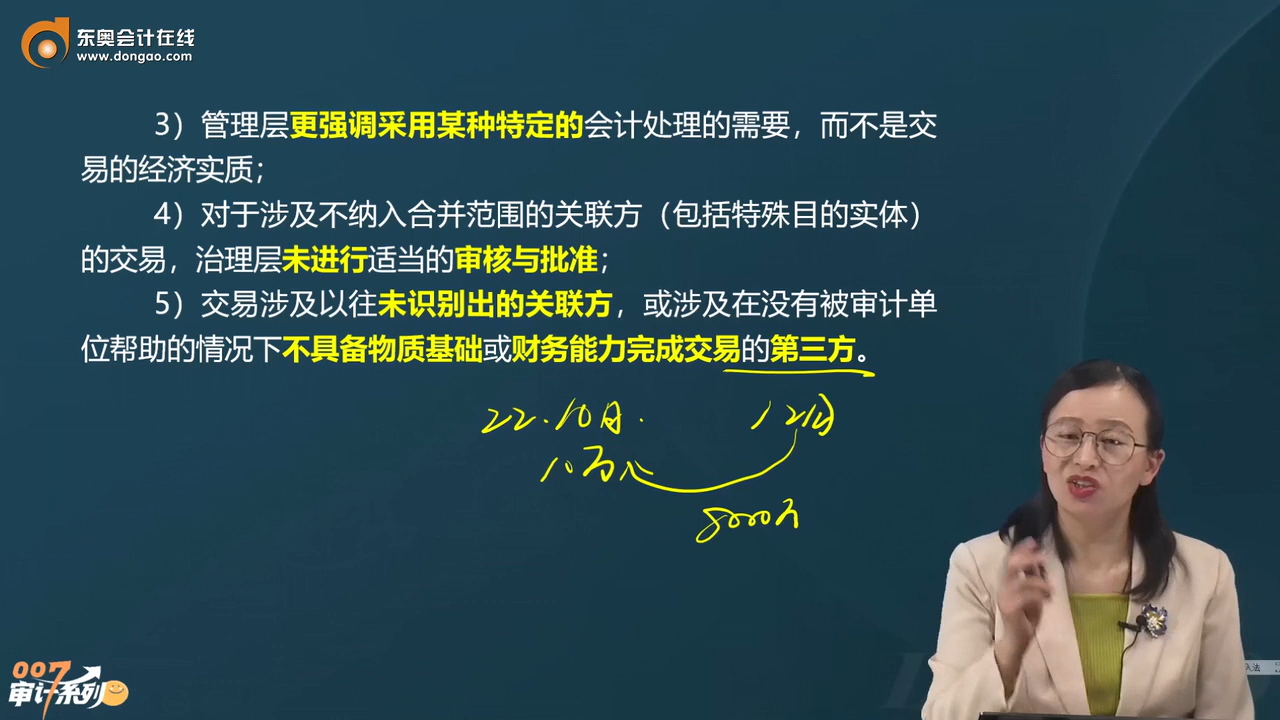 东奥会计在线
www.dongao.com
3）管理层更强调采用某种特定的会计处理的需要，而不是交
易的经济实质；
4）对于涉及不纳入合并范围的关联方（包括特殊目的实体）
的交易，治理层未进行适当的审核与批准；
5）交易涉及以往未识别出的关联方，或涉及在没有被审计单
位帮助的情况下不具备物质基础或财务能力完成交易的第三方。
22.10月. 12月
10万
8000万
007
审计系列
入法